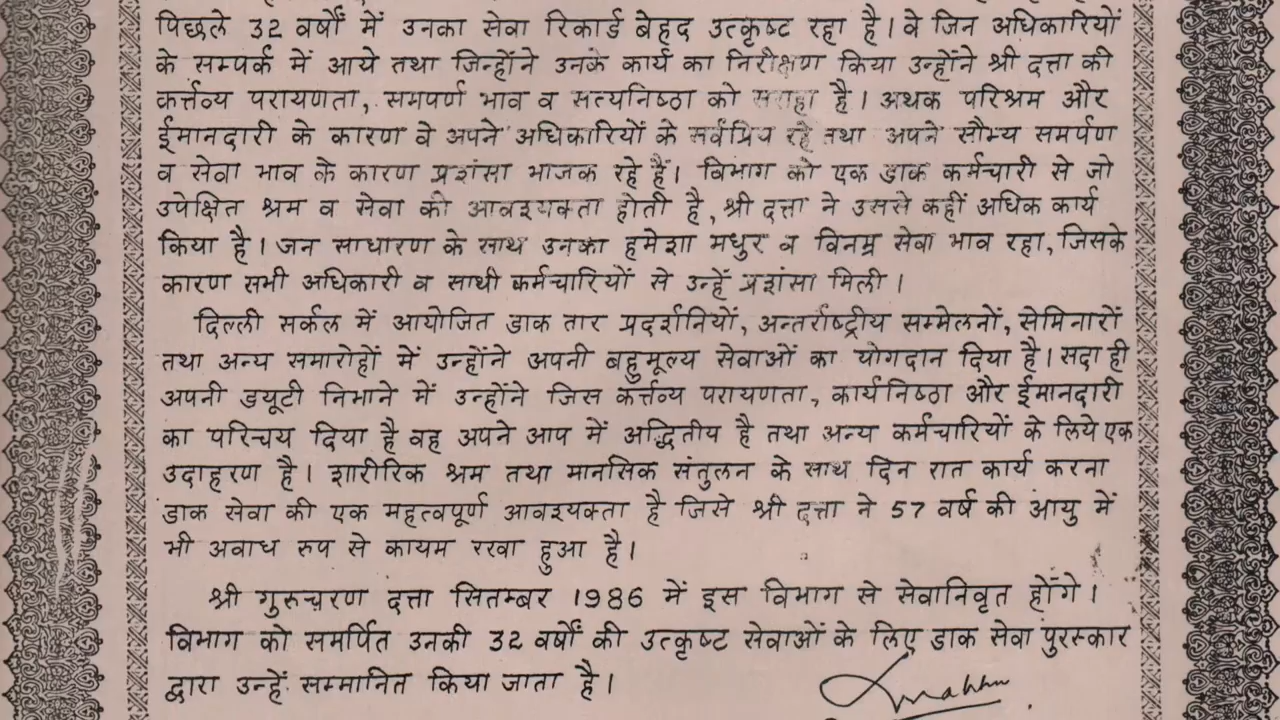 पिछले 32 वर्षों में उनका सेवा रिकार्ड बेहद उत्कृष्ट रहा है। वे जिन अधिकारियों
के सम्पर्क में आये तथा जिन्होंने उनके कार्य का निरीक्षण किया उन्होंने श्री दत्ता की
कर्त्तव्य परायणता, समपर्ण भाव व सत्यनिष्ठा को सराहा है। अथक परिश्रम और
ईमानदारी के कारण वे अपने अधिकारियों के सर्वप्रिय रहे तथा अपने सौम्य समर्पण
व सेवा भाव के कारण प्रशंसा भाजक रहे हैं। विभाग को एक डाक कर्मचारी से जो
उपेक्षित श्रम व सेवा की आवश्यक्ता होती है, श्री दत्ता ने उससे कहीं अधिक कार्य
किया है। जन साधारण के साथ उनका हमेशा मधुर व विनम्र सेवा भाव रहा, जिसके
कारण सभी अधिकारी व साथी कर्मचारियों से उन्हें प्रशंसा मिली।
दिल्ली सर्कल में आयोजित डाक तार प्रदर्शनियों, अन्तर्राष्ट्रीय सम्मेलनों, सेमिनारों
तथा अन्य समारोहों में उन्होंने अपनी बहुमूल्य सेवाओं का योगदान दिया है। सदा ही
अपनी डयूटी निभाने में उन्होंने जिस कर्त्तव्य परायणता, कार्यनिष्ठा और ईमानदारी
का परिचय दिया है वह अपने आप में अद्धितीय है तथा अन्य कर्मचारियों के लिये एक
उदाहरण है। शारीरिक श्रम तथा मानसिक संतुलन के साथ दिन रात कार्य करना
डाक सेवा की एक महत्वपूर्ण आवश्यक्ता है जिसे श्री दत्ता ने 57 वर्ष की आयु में
भी अवाध रुप से कायम रखा हुआ है।
श्री गुरुचरण दत्ता सितम्बर 1986 में इस विभाग से सेवानिवृत होंगे।
विभाग को समर्पित उनकी 32 वर्षों की उत्कृष्ट सेवाओं के लिए डाक सेवा पुरस्कार
द्वारा उन्हें सम्मानित किया जाता है।